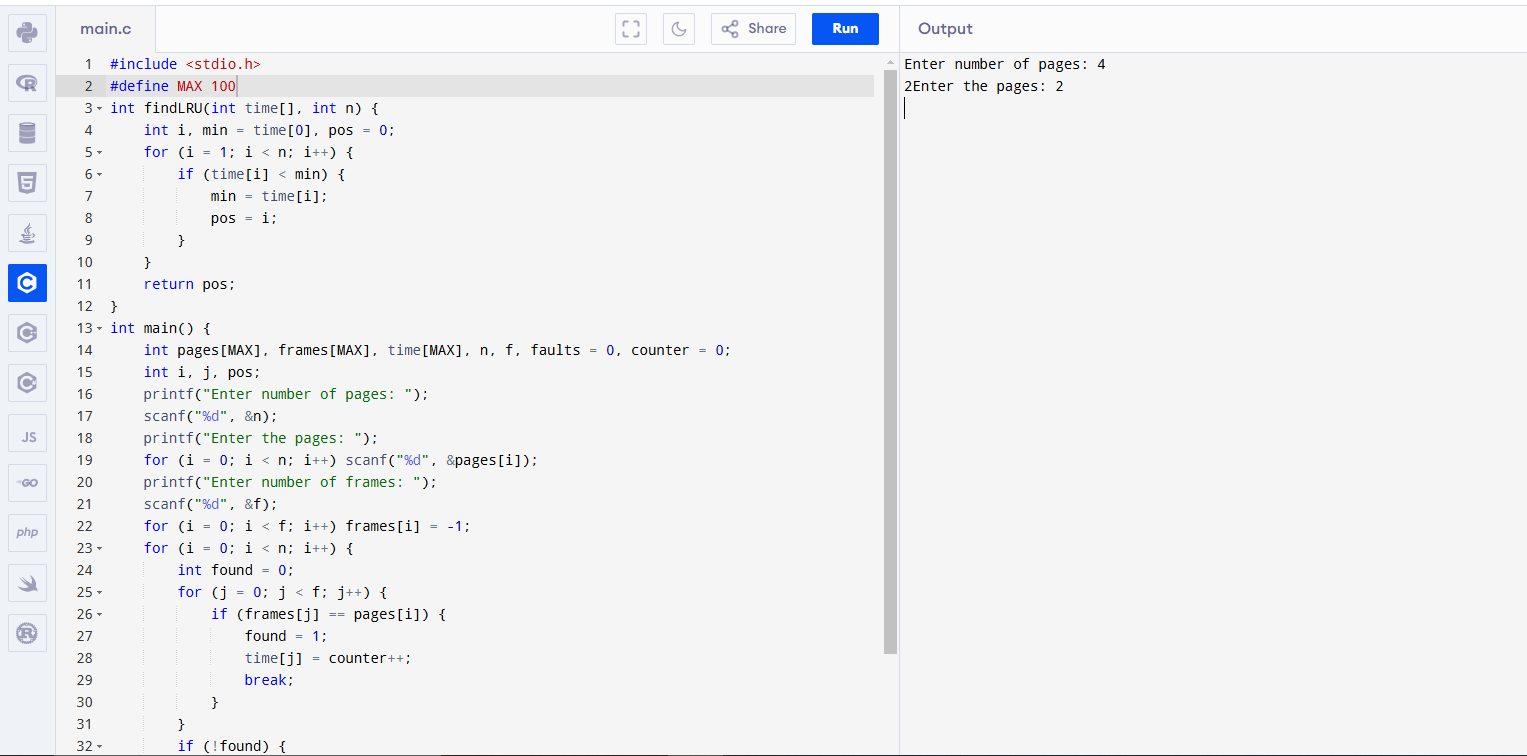 main.c
Share
Run
Output
1 #include <stdio.h>
2 #define MAX 100
3 int findLRU(int time[], int n) {
4     int i, min = time[0], pos = 0;
5     for (i = 1; i < n; i++) {
6         if (time[i] < min) {
7             min = time[i];
8             pos = i;
9         }
10     }
11     return pos;
12 }
13 int main() {
14     int pages[MAX], frames[MAX], time[MAX], n, f, faults = 0, counter = 0;
15     int i, j, pos;
16     printf("Enter number of pages: ");
17     scanf("%d", &n);
18     printf("Enter the pages: ");
19     for (i = 0; i < n; i++) scanf("%d", &pages[i]);
20     printf("Enter number of frames: ");
21     scanf("%d", &f);
22     for (i = 0; i < f; i++) frames[i] = -1;
23     for (i = 0; i < n; i++) {
24         int found = 0;
25         for (j = 0; j < f; j++) {
26             if (frames[j] == pages[i]) {
27                 found = 1;
28                 time[j] = counter++;
29                 break;
30             }
31         }
32         if (!found) {
Enter number of pages: 4
2Enter the pages: 2
R
5
C
C
C
JS
GO
php
R